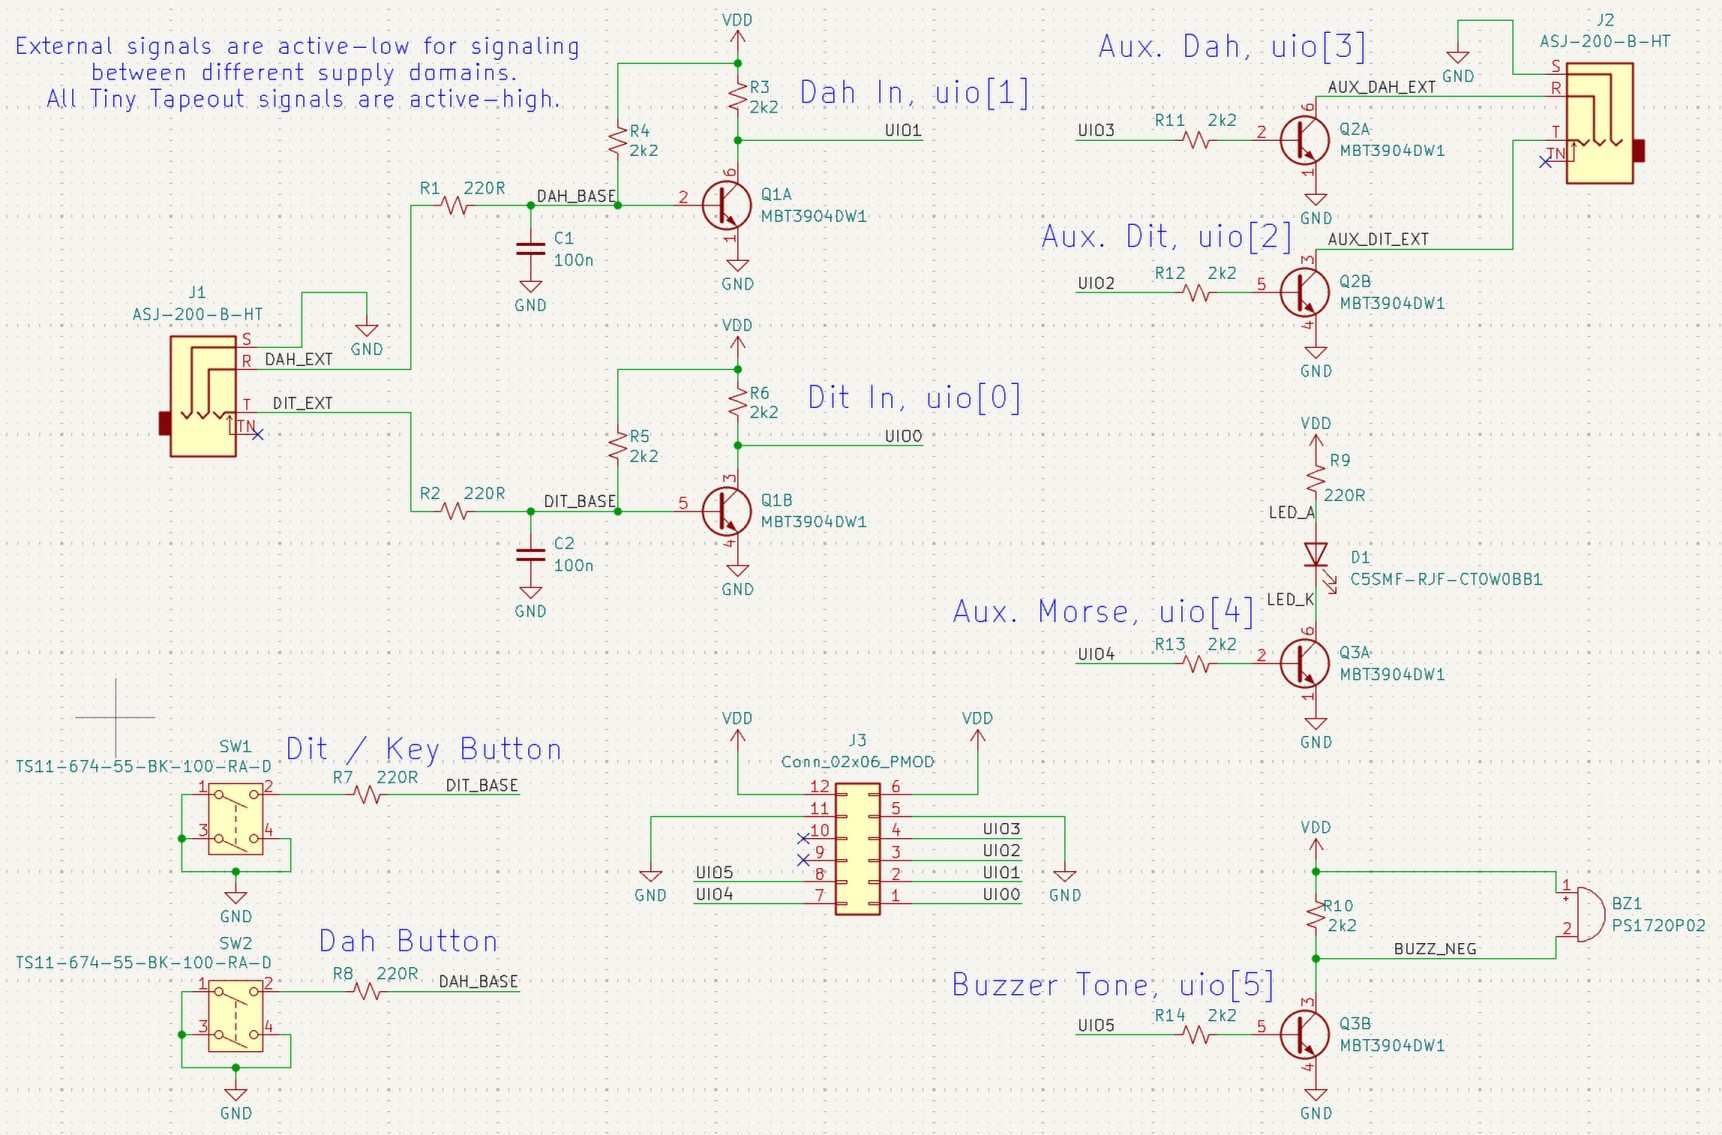 External signals are active-low for signaling
between different supply domains.
All Tiny Tapeout signals are active-high.
VDD
R3
2k2
Dah In, uio[1]
UIO1
R4
2k2
R1 220R
DAH_BASE
2
6
1
Q1A
MBT3904DW1
C1
100n
GND
GND
J1
ASJ-200-B-HT
S
R
T
TN
GND
DAH_EXT
DIT_EXT
VDD
R6
2k2
Dit In, uio[0]
UIO0
R5
2k2
R2 220R
DIT_BASE
5
3
4
Q1B
MBT3904DW1
C2
100n
GND
GND
Aux. Dah, uio[3]
J2
ASJ-200-B-HT
S
R
T
TN
GND
AUX_DAH_EXT
UIO3
R11 2k2
2
6
1
Q2A
MBT3904DW1
GND
Aux. Dit, uio[2]
AUX_DIT_EXT
UIO2
R12 2k2
5
3
4
Q2B
MBT3904DW1
GND
VDD
R9
220R
LED_A
D1
C5SMF-RJF-CT0W0BB1
LED_K
Aux. Morse, uio[4]
UIO4
R13 2k2
2
6
1
Q3A
MBT3904DW1
GND
SW1
TS11-674-55-BK-100-RA-D
Dit / Key Button
1
2
3
4
R7 220R
DIT_BASE
GND
SW2
TS11-674-55-BK-100-RA-D
Dah Button
1
2
3
4
R8 220R
DAH_BASE
GND
VDD
VDD
J3
Conn_02x06_PMOD
12
11
10
9
8
7
6
5
4
3
2
1
UIO5
UIO4
UIO3
UIO2
UIO1
UIO0
GND
GND
VDD
R10
2k2
1
+
2
BZ1
PS1720P02
BUZZ_NEG
Buzzer Tone, uio[5]
UIO5
R14 2k2
5
3
4
Q3B
MBT3904DW1
GND